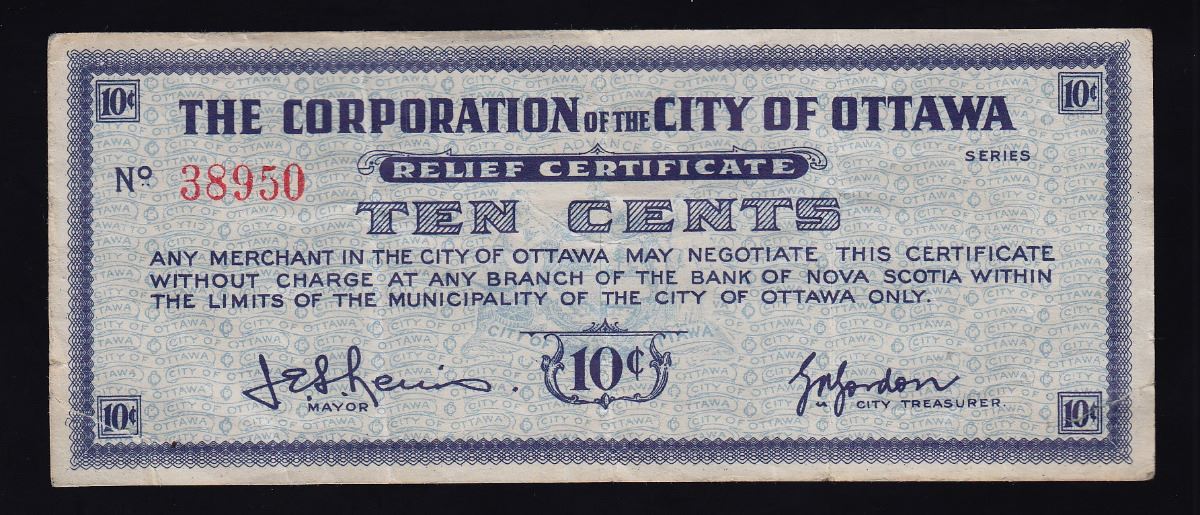 10¢ 10¢
THE CORPORATION OF THE CITY OF OTTAWA
SERIES
Nº 38950
RELIEF CERTIFICATE
TEN CENTS
ANY MERCHANT IN THE CITY OF OTTAWA MAY NEGOTIATE THIS CERTIFICATE
WITHOUT CHARGE AT ANY BRANCH OF THE BANK OF NOVA SCOTIA WITHIN
THE LIMITS OF THE MUNICIPALITY OF THE CITY OF OTTAWA ONLY.
10¢
MAYOR
CITY TREASURER.
10¢ 10¢